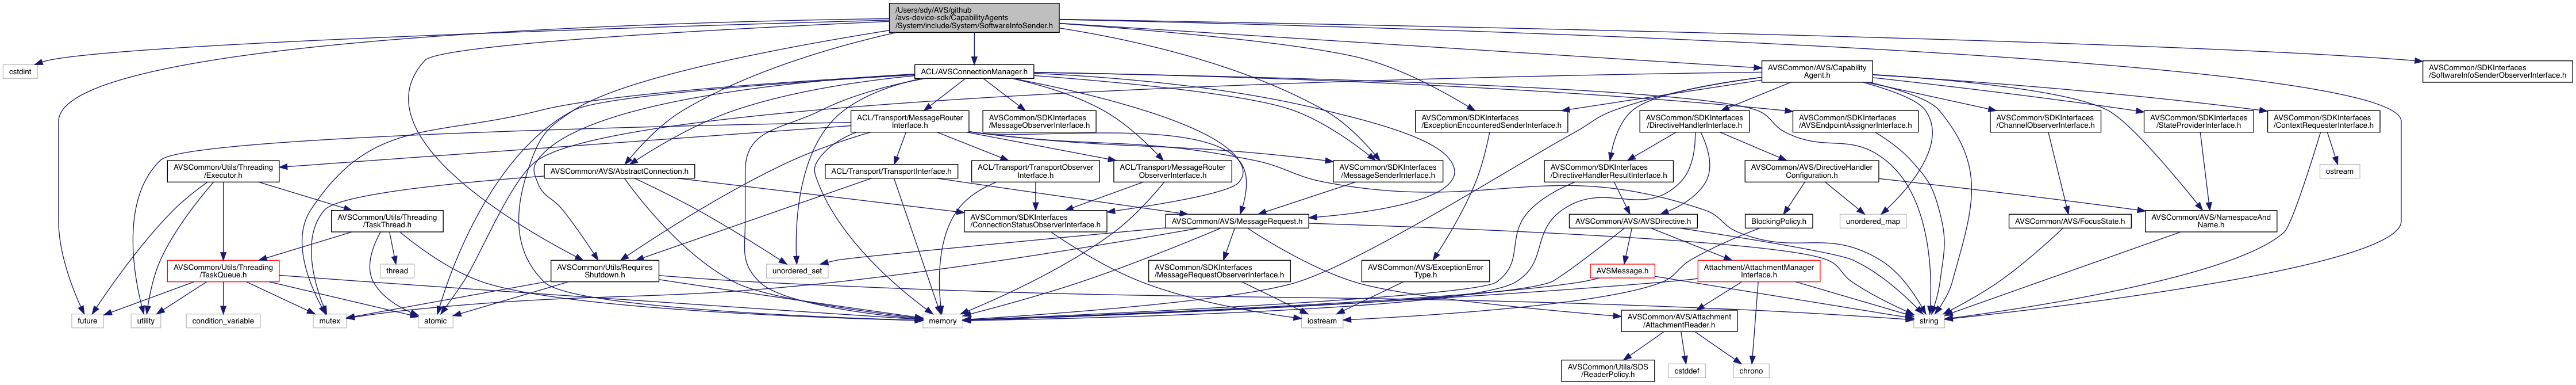 /Users/sdy/AVS/github
/avs-device-sdk/CapabilityAgents
/System/include/System/SoftwareInfoSender.h
cstdint
ACL/AVSConnectionManager.h
AVSCommon/AVS/Capability
Agent.h
AVSCommon/SDKInterfaces
/SoftwareInfoSenderObserverInterface.h
ACL/Transport/MessageRouter
Interface.h
AVSCommon/SDKInterfaces
/MessageObserverInterface.h
AVSCommon/SDKInterfaces
/ExceptionEncounteredSenderInterface.h
AVSCommon/SDKInterfaces
/DirectiveHandlerInterface.h
AVSCommon/SDKInterfaces
/AVSEndpointAssignerInterface.h
AVSCommon/SDKInterfaces
/ChannelObserverInterface.h
AVSCommon/SDKInterfaces
/StateProviderInterface.h
AVSCommon/SDKInterfaces
/ContextRequesterInterface.h
AVSCommon/Utils/Threading
/Executor.h
AVSCommon/AVS/AbstractConnection.h
ACL/Transport/TransportInterface.h
ACL/Transport/TransportObserver
Interface.h
ACL/Transport/MessageRouter
ObserverInterface.h
AVSCommon/SDKInterfaces
/MessageSenderInterface.h
AVSCommon/SDKInterfaces
/DirectiveHandlerResultInterface.h
AVSCommon/AVS/DirectiveHandler
Configuration.h
ostream
AVSCommon/Utils/Threading
/TaskThread.h
AVSCommon/SDKInterfaces
/ConnectionStatusObserverInterface.h
AVSCommon/AVS/MessageRequest.h
AVSCommon/AVS/AVSDirective.h
BlockingPolicy.h
unordered_map
AVSCommon/AVS/FocusState.h
AVSCommon/AVS/NamespaceAnd
Name.h
AVSCommon/Utils/Threading
/TaskQueue.h
thread
AVSCommon/Utils/Requires
Shutdown.h
unordered_set
AVSCommon/SDKInterfaces
/MessageRequestObserverInterface.h
AVSCommon/AVS/ExceptionError
Type.h
AVSMessage.h
Attachment/AttachmentManager
Interface.h
future
utility
condition_variable
mutex
atomic
memory
iostream
AVSCommon/AVS/Attachment
/AttachmentReader.h
string
AVSCommon/Utils/SDS
/ReaderPolicy.h
cstddef
chrono